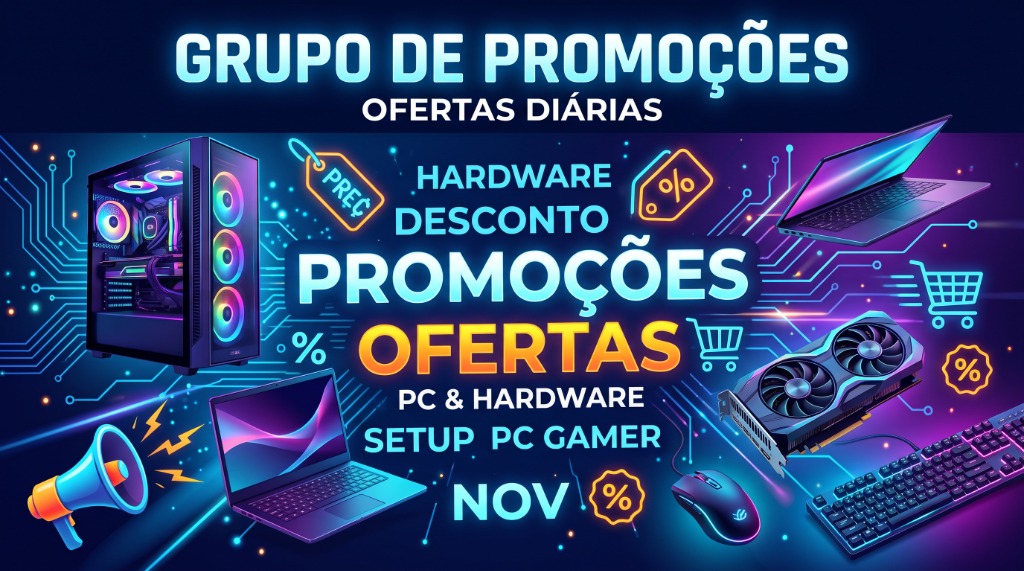 GRUPO DE PROMOÇÕES
OFERTAS DIÁRIAS
PREÇ
%
HARDWARE
DESCONTO
PROMOÇÕES
%
OFERTAS
%
PC & HARDWARE
SETUP PC GAMER
NOV
%